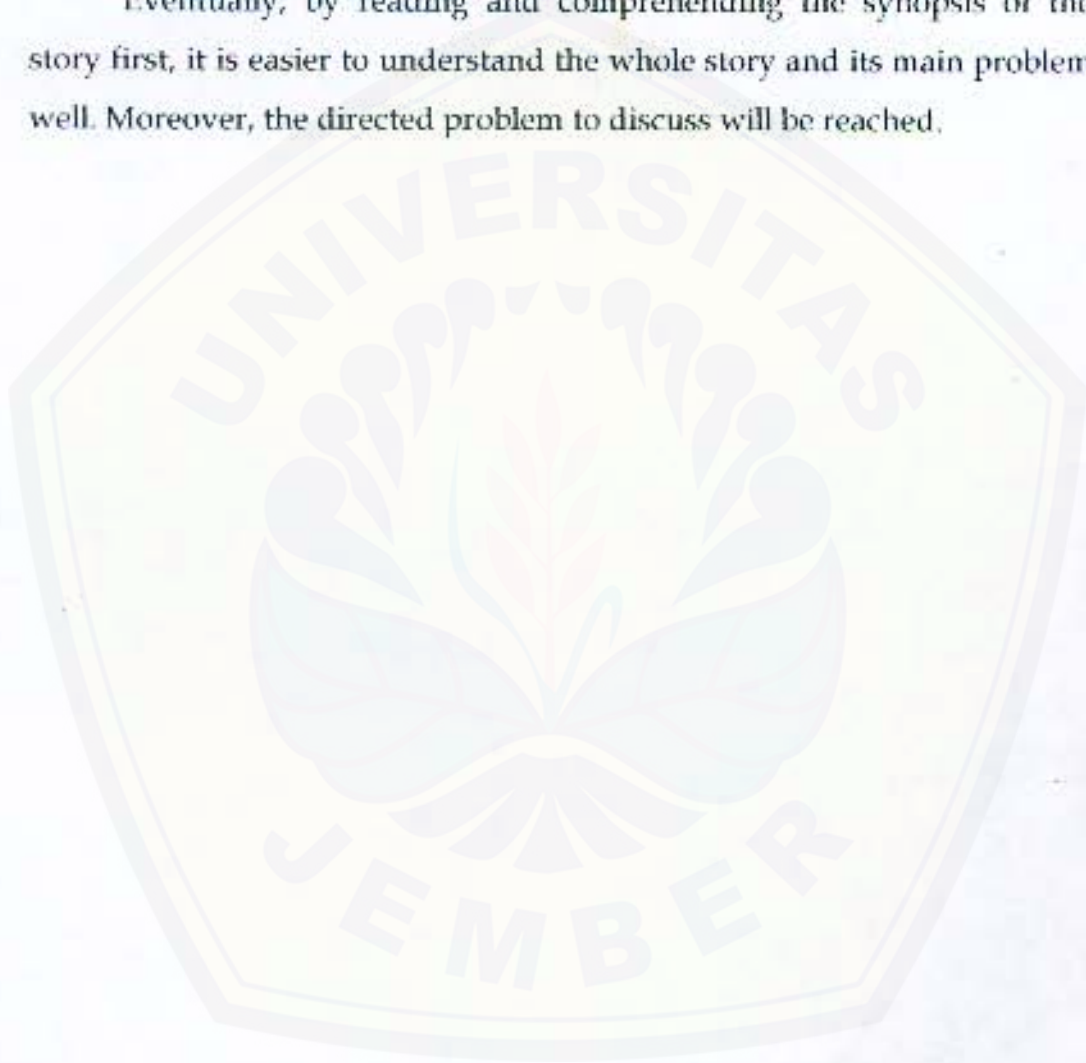 Eventually, by reading and comprehending the synopsis of the
story first, it is easier to understand the whole story and its main problem
well. Moreover, the directed problem to discuss will be reached.
UNIVERSITAS
JEMBER